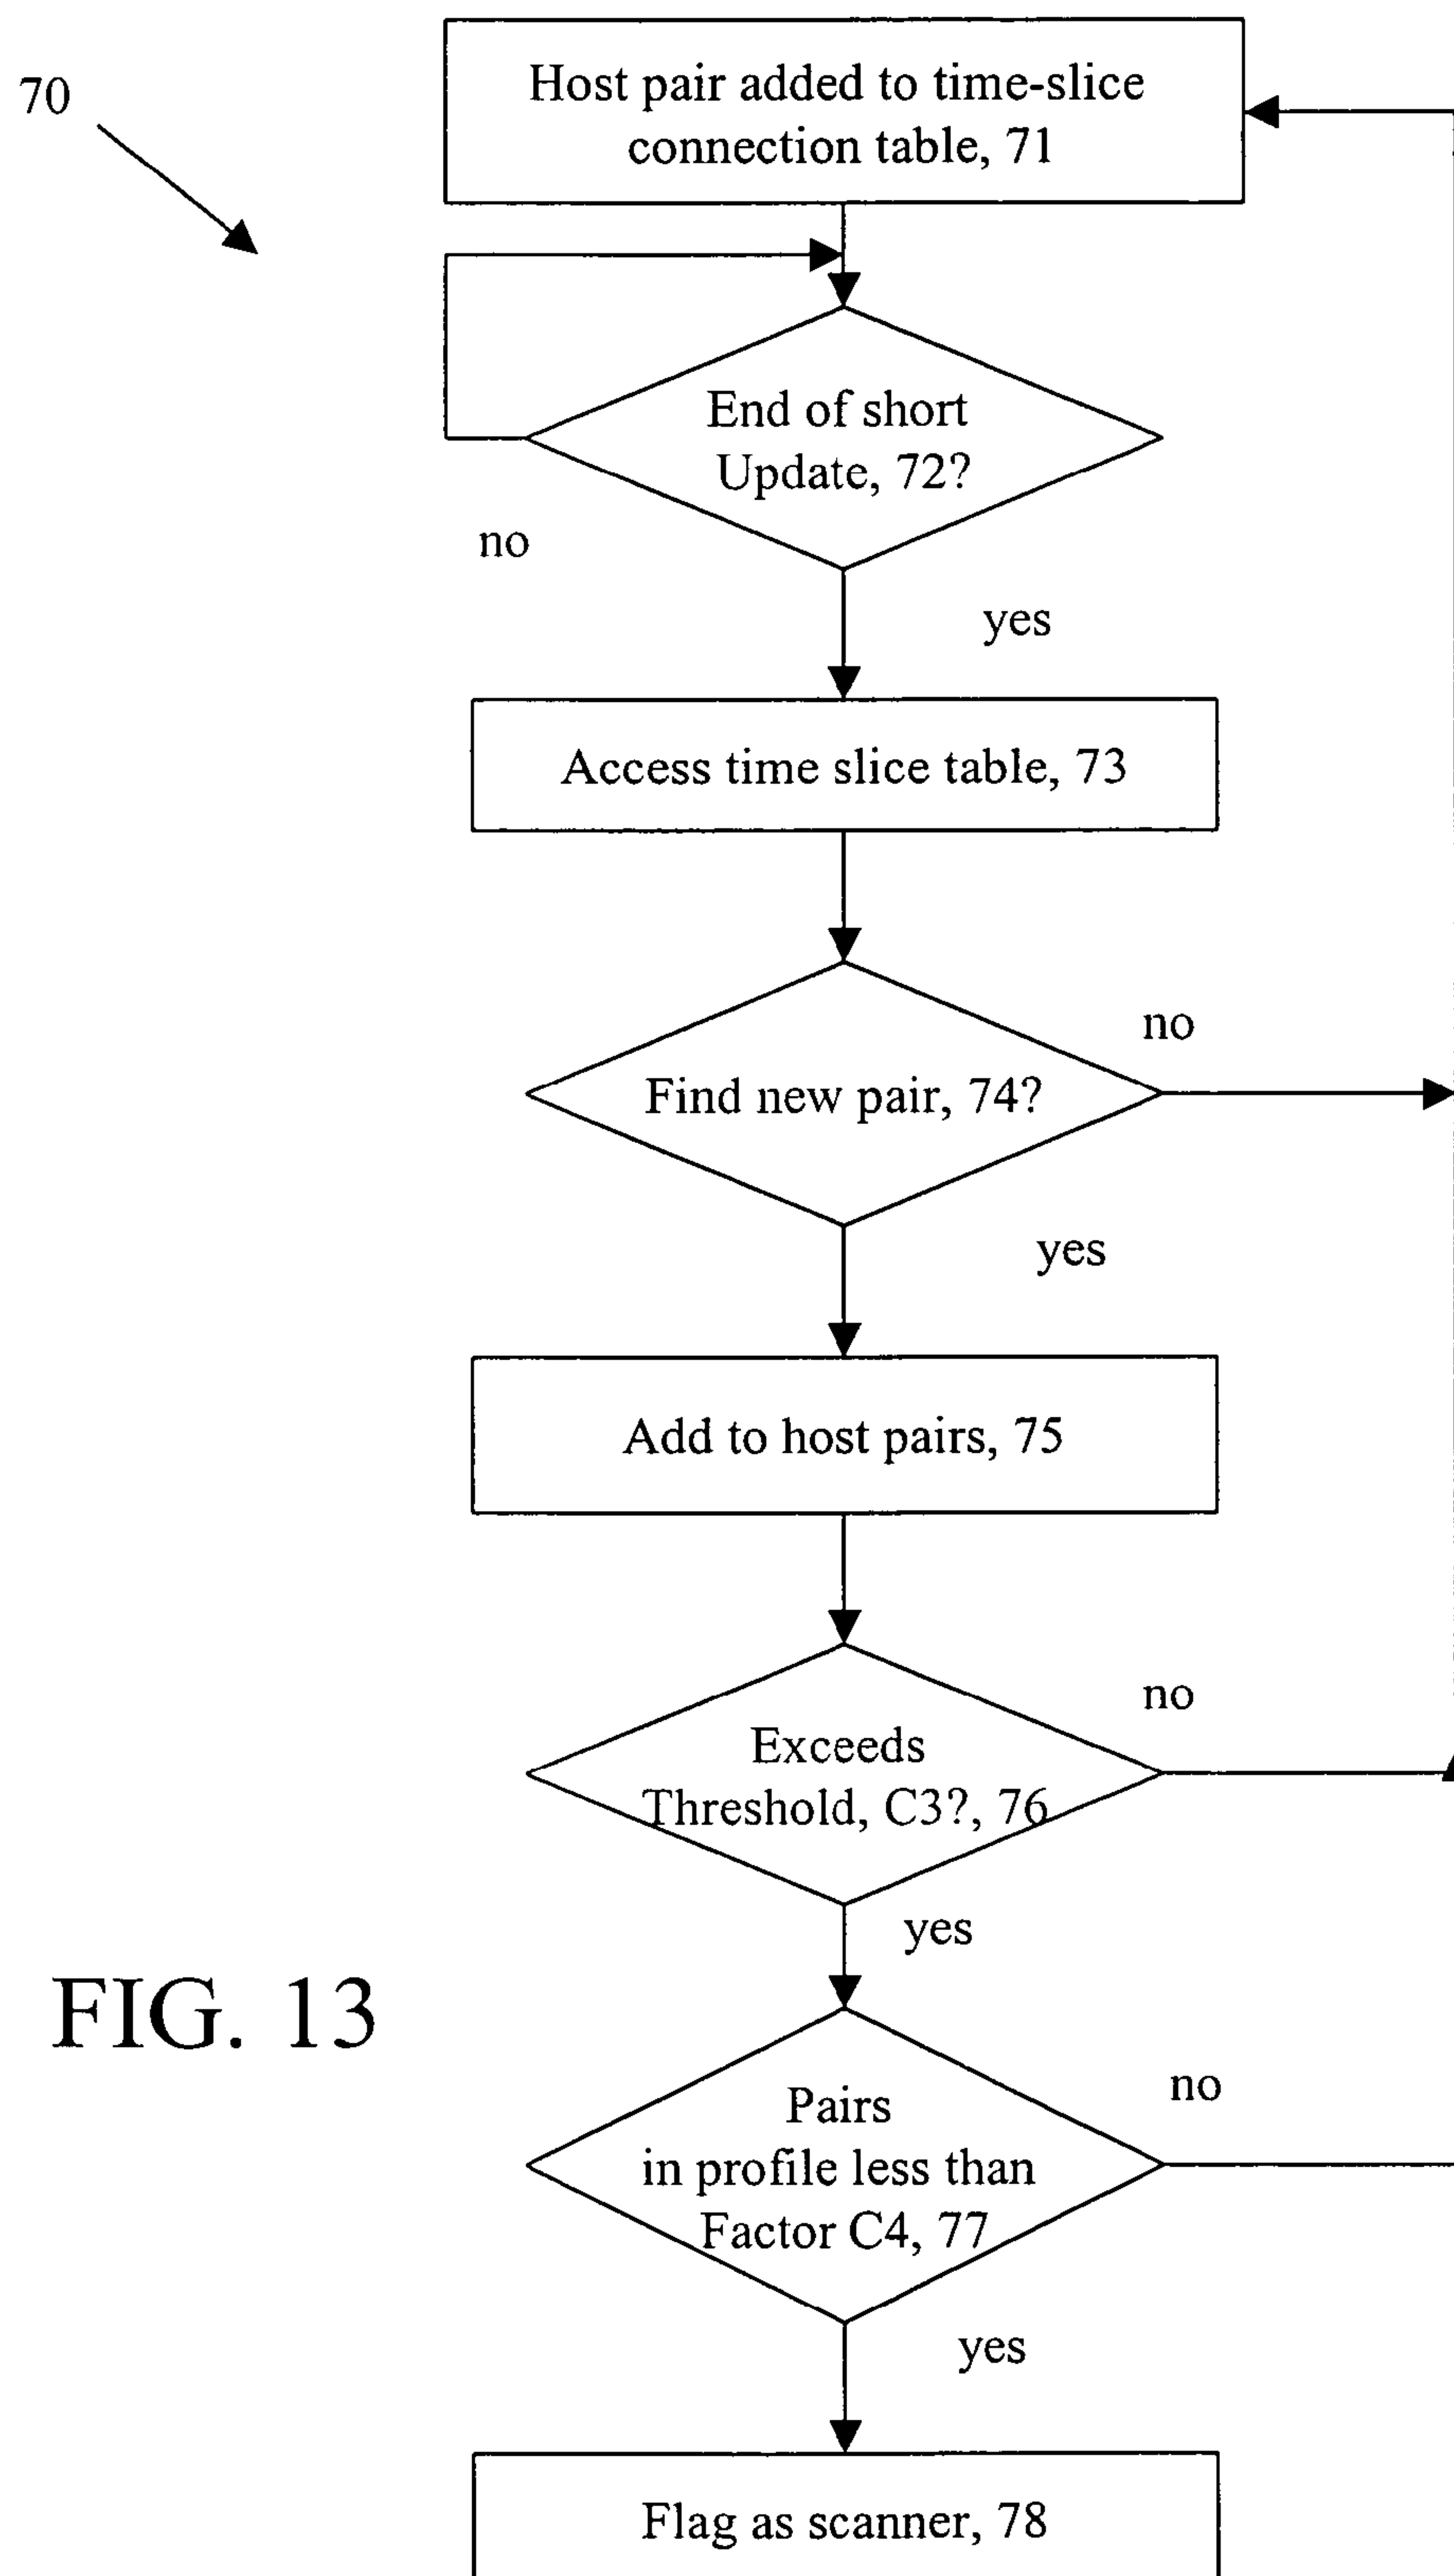 70
Host pair added to time-slice
connection table, 71
End of short
Update, 72?
no
yes
Access time slice table, 73
no
Find new pair, 74?
yes
Add to host pairs, 75
no
Exceeds
Threshold, C3?, 76
yes
FIG. 13
no
Pairs
in profile less than
Factor C4, 77
yes
Flag as scanner, 78